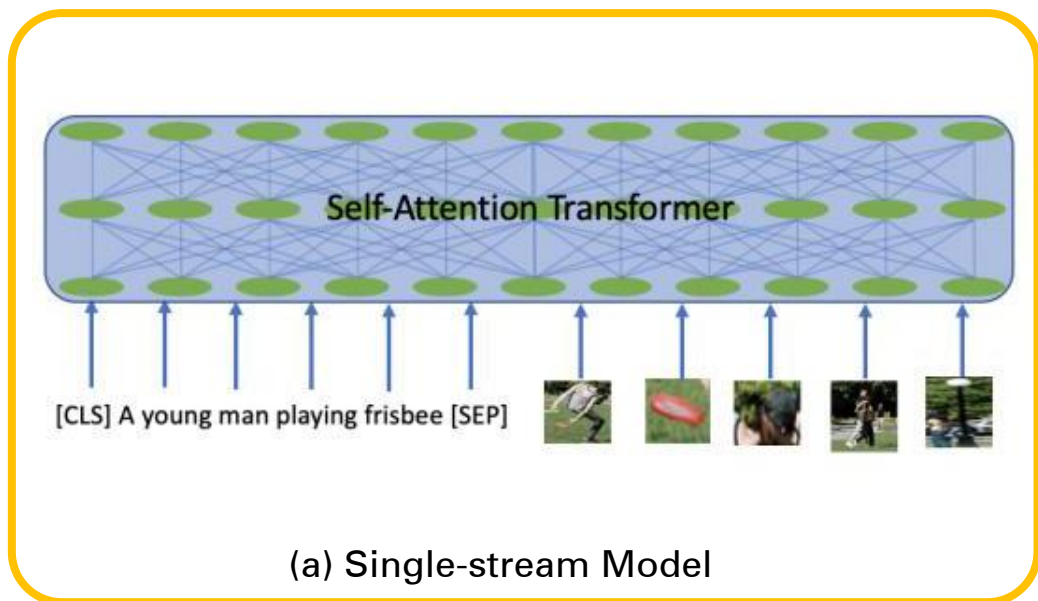 Self-Attention Transformer
[CLS] A young man playing frisbee [SEP]
(a) Single-stream Model